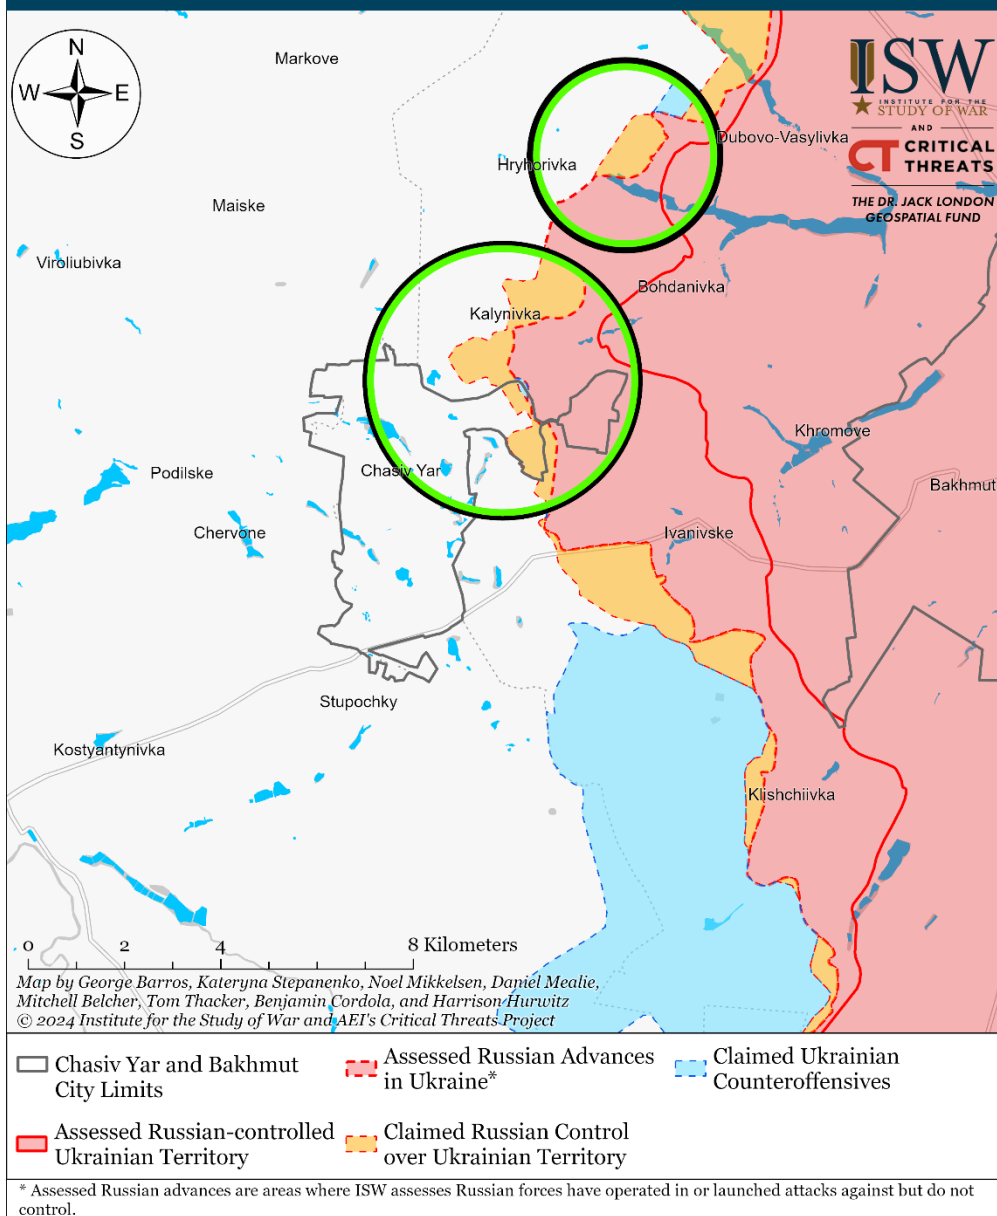 N
W
E
S
Markove
ISW
INSTITUTE FOR THE
STUDY OF WAR
AND
CT CRITICAL
THREATS
THE DR. JACK LONDON
GEOSPATIAL FUND
Dubovo-Vasylivka
Hryhorivka
Maiske
Viroliubivka
Bohdanivka
Kalynivka
Khromove
Podilske
Chasiv Yar
Bakhmut
Chervone
Ivanivske
Stupochky
Kostyantynivka
Klishchiivka
0 2 4 8 Kilometers
Map by George Barros, Kateryna Stepanenko, Noel Mikkelsen, Daniel Mealie,
Mitchell Belcher, Tom Thacker, Benjamin Cordola, and Harrison Hurwitz
© 2024 Institute for the Study of War and AEI's Critical Threats Project
Chasiv Yar and Bakhmut
City Limits
Assessed Russian Advances
in Ukraine*
Claimed Ukrainian
Counteroffensives
Assessed Russian-controlled
Ukrainian Territory
Claimed Russian Control
over Ukrainian Territory
* Assessed Russian advances are areas where ISW assesses Russian forces have operated in or launched attacks against but do not
control.